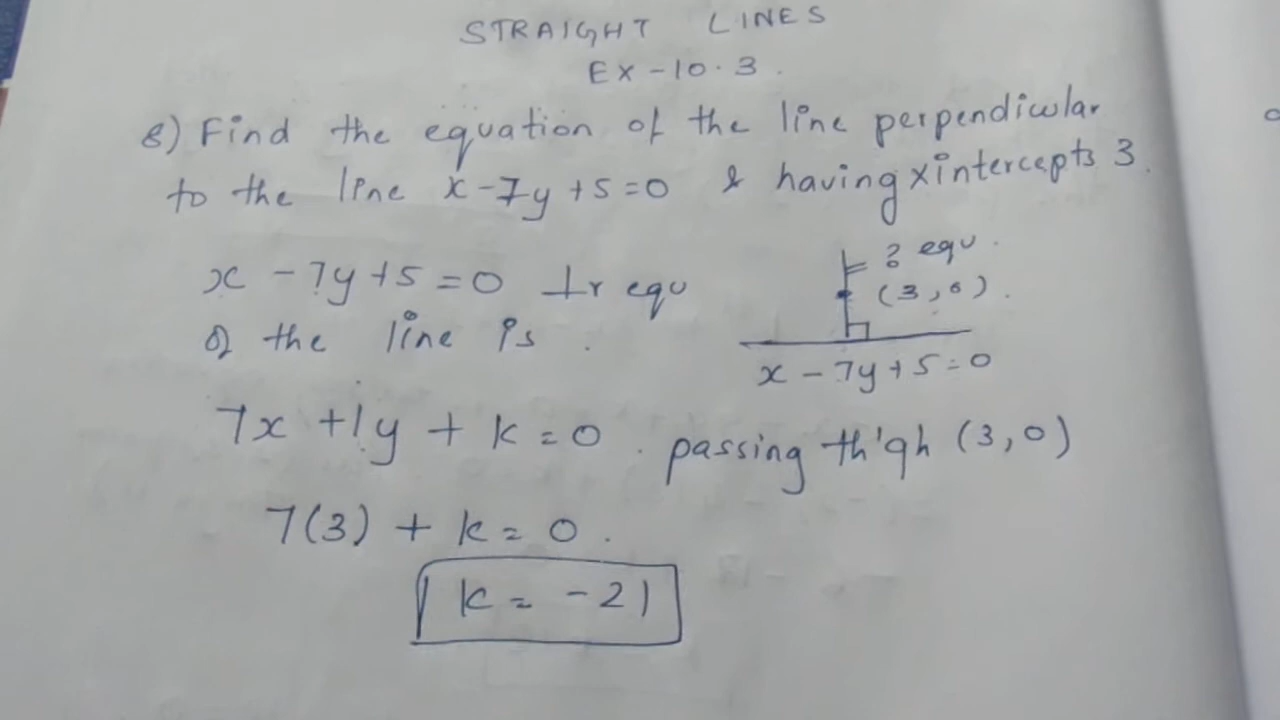 STRAIGHT LINES
EX-10.3.
8) Find the equation of the line perpendicular
to the line x-7y+5=0 & having x intercepts 3.
x-7y+5=0 ⊥r equ
of the line is.
? equ.
(3,0).
x-7y+5=0
7x+1y+k=0. passing th'gh (3,0)
7(3)+k=0.
k=-21